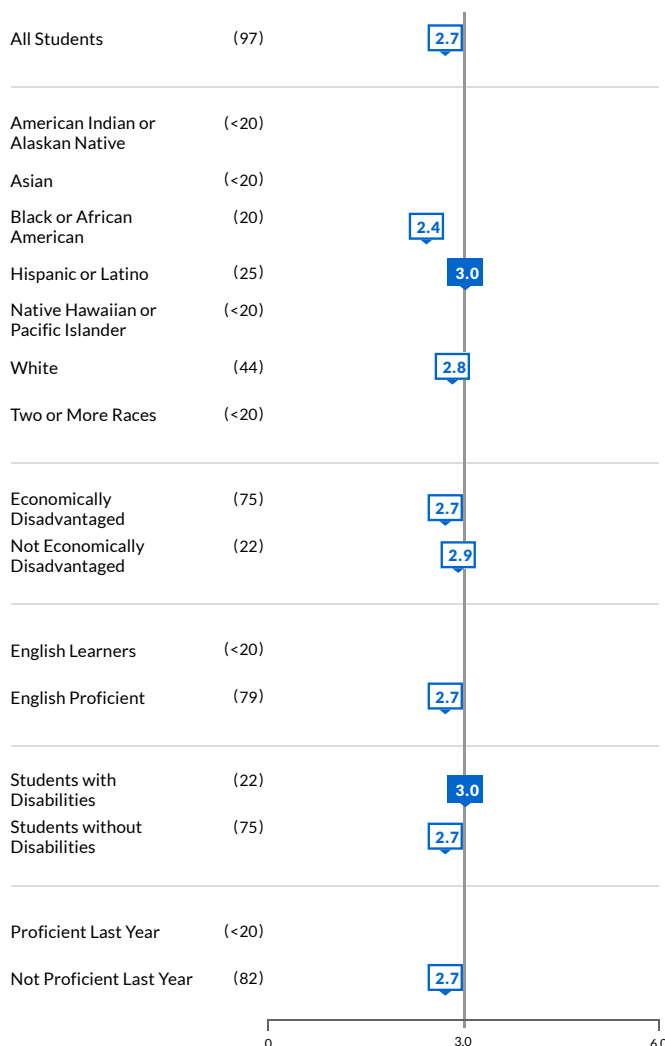 All Students (97) 2.7
American Indian or (<20)
Alaskan Native
Asian (<20)
Black or African (20) 2.4
American
Hispanic or Latino (25) 3.0
Native Hawaiian or (<20)
Pacific Islander
White (44) 2.8
Two or More Races (<20)
Economically (75) 2.7
Disadvantaged
Not Economically (22) 2.9
Disadvantaged
English Learners (<20)
English Proficient (79) 2.7
Students with (22) 3.0
Disabilities
Students without (75) 2.7
Disabilities
Proficient Last Year (<20)
Not Proficient Last Year (82) 2.7
0 3.0 6.0